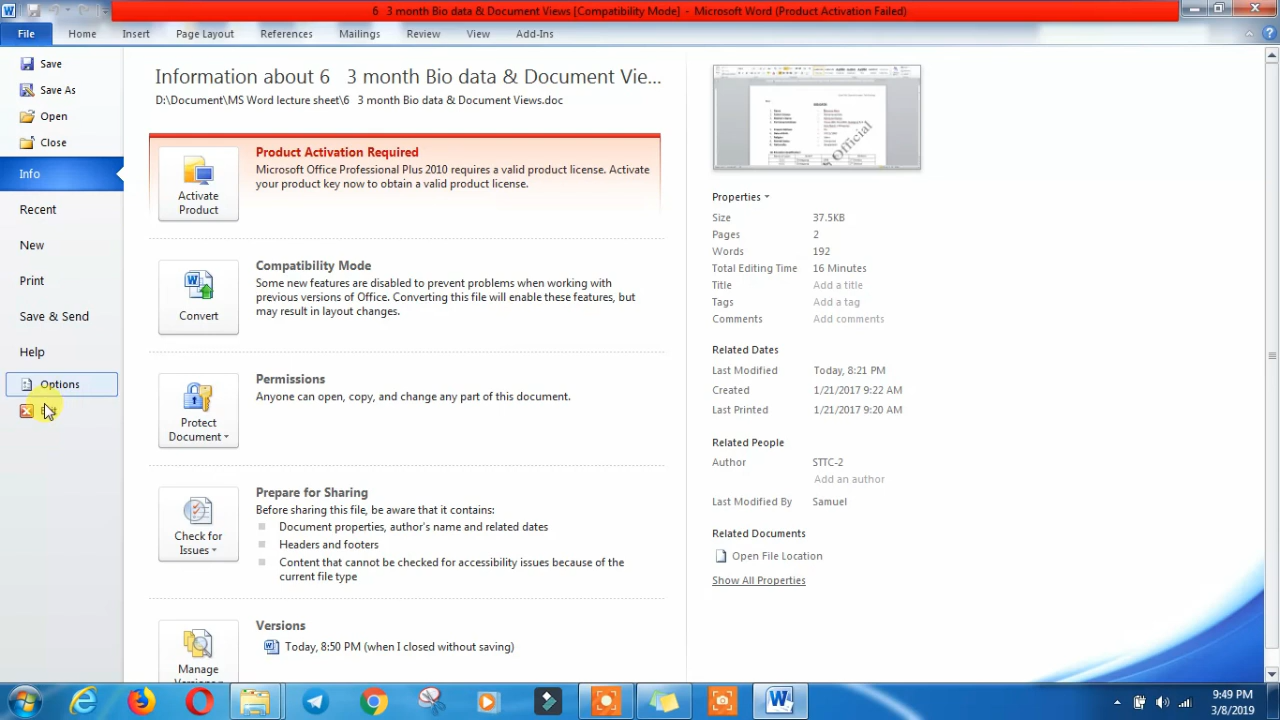 6   3 month Bio data & Document Views [Compatibility Mode] - Microsoft Word (Product Activation Failed)
File Home Insert Page Layout References Mailings Review View Add-Ins
Save
Save As
Open
Close
Info
Recent
New
Print
Save & Send
Help
Options
Information about 6   3 month Bio data & Document Vie...
D:\Document\MS Word lecture sheet\6   3 month Bio data & Document Views.doc
Activate Product
Product Activation Required
Microsoft Office Professional Plus 2010 requires a valid product license. Activate
your product key now to obtain a valid product license.
Convert
Compatibility Mode
Some new features are disabled to prevent problems when working with
previous versions of Office. Converting this file will enable these features, but
may result in layout changes.
Protect Document
Permissions
Anyone can open, copy, and change any part of this document.
Check for Issues
Prepare for Sharing
Before sharing this file, be aware that it contains:
Document properties, author's name and related dates
Headers and footers
Content that cannot be checked for accessibility issues because of the
current file type
Manage
Versions
Today, 8:50 PM (when I closed without saving)
Official
Properties
Size 37.5KB
Pages 2
Words 192
Total Editing Time 16 Minutes
Title Add a title
Tags Add a tag
Comments Add comments
Related Dates
Last Modified Today, 8:21 PM
Created 1/21/2017 9:22 AM
Last Printed 1/21/2017 9:20 AM
Related People
Author STTC-2
Add an author
Last Modified By Samuel
Related Documents
Open File Location
Show All Properties
9:49 PM
3/8/2019